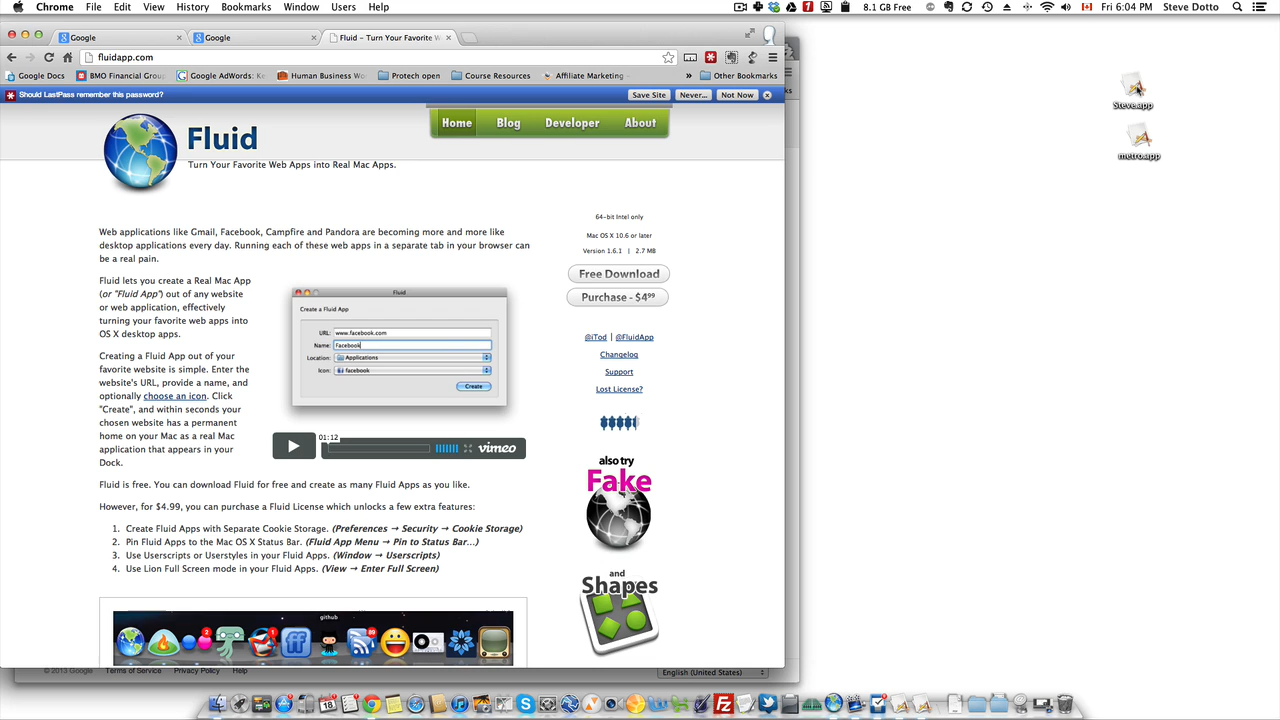 Chrome File Edit View History Bookmarks Window Users Help
1 8.1 GB Free Fri 6:04 PM Steve Dotto
Google Google Fluid – Turn Your Favorite W
fluidapp.com
Google Docs BMO Financial Grou Google AdWords: Ke Human Business Wo Protech open Course Resources Affiliate Marketing – » Other Bookmarks
Should LastPass remember this password? Save Site Never... Not Now
Steve.app
metro.app
Home Blog Developer About
Fluid
Turn Your Favorite Web Apps into Real Mac Apps.
Web applications like Gmail, Facebook, Campfire and Pandora are becoming more and more like
desktop applications every day. Running each of these web apps in a separate tab in your browser can
be a real pain.
Fluid lets you create a Real Mac App
(or "Fluid App") out of any website
or web application, effectively
turning your favorite web apps into
OS X desktop apps.
Creating a Fluid App out of your
favorite website is simple. Enter the
website's URL, provide a name, and
optionally choose an icon. Click
"Create", and within seconds your
chosen website has a permanent
home on your Mac as a real Mac
application that appears in your
Dock.
Fluid
Create a Fluid App
URL: www.facebook.com
Name: Facebook
Location: Applications
Icon: facebook
Create
01:12
vimeo
Fluid is free. You can download Fluid for free and create as many Fluid Apps as you like.
However, for $4.99, you can purchase a Fluid License which unlocks a few extra features:
1. Create Fluid Apps with Separate Cookie Storage. (Preferences → Security → Cookie Storage)
2. Pin Fluid Apps to the Mac OS X Status Bar. (Fluid App Menu → Pin to Status Bar...)
3. Use Userscripts or Userstyles in your Fluid Apps. (Window → Userscripts)
4. Use Lion Full Screen mode in your Fluid Apps. (View → Enter Full Screen)
github
64-bit Intel only
Mac OS X 10.6 or later
Version 1.6.1 | 2.7 MB
Free Download
Purchase - $4⁹⁹
@iTod | @FluidApp
Changelog
Support
Lost License?
also try
Fake
and
Shapes
© 2013 Google Terms of Service Privacy Policy Help English (United States)